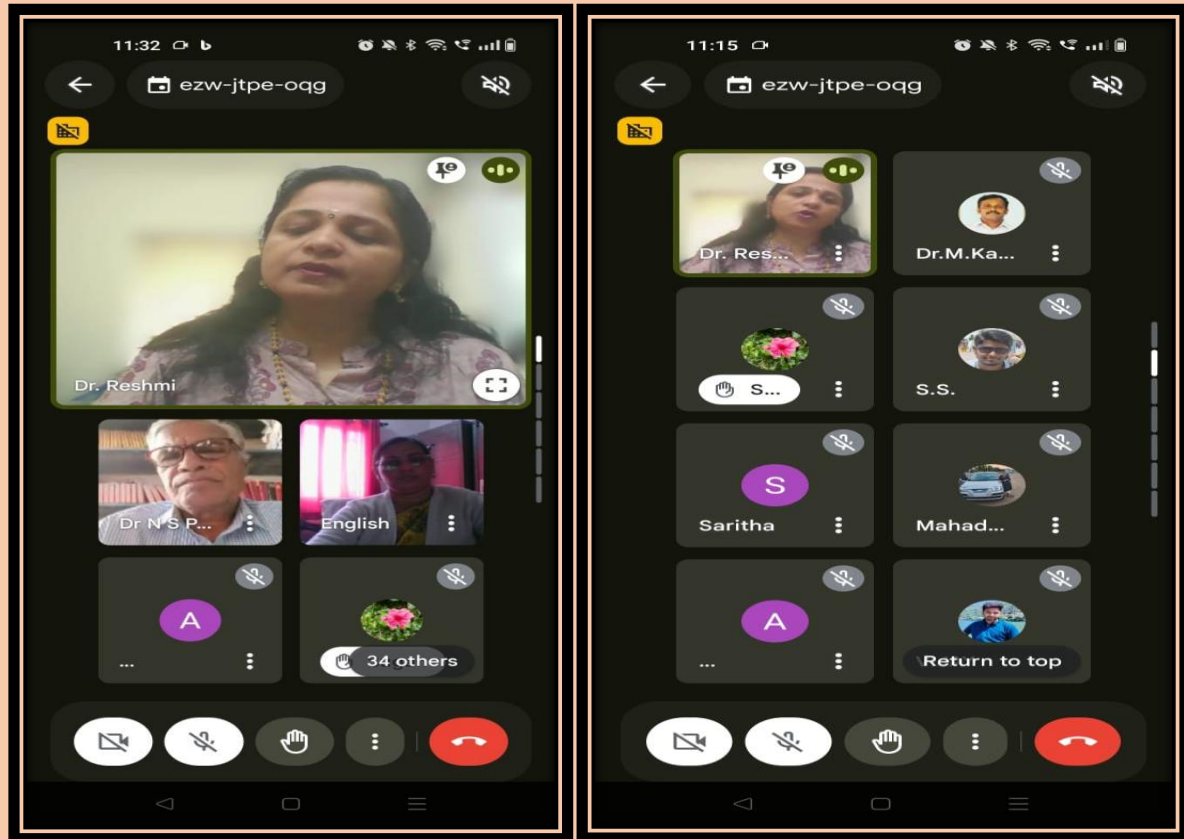 11:32
ezw-jtpe-oqg
Dr. Reshmi
Dr N S P...
English
A
...
34 others
11:15
ezw-jtpe-oqg
Dr. Res...
Dr.M.Ka...
S...
S.S.
S
Saritha
Mahad...
A
...
Return to top